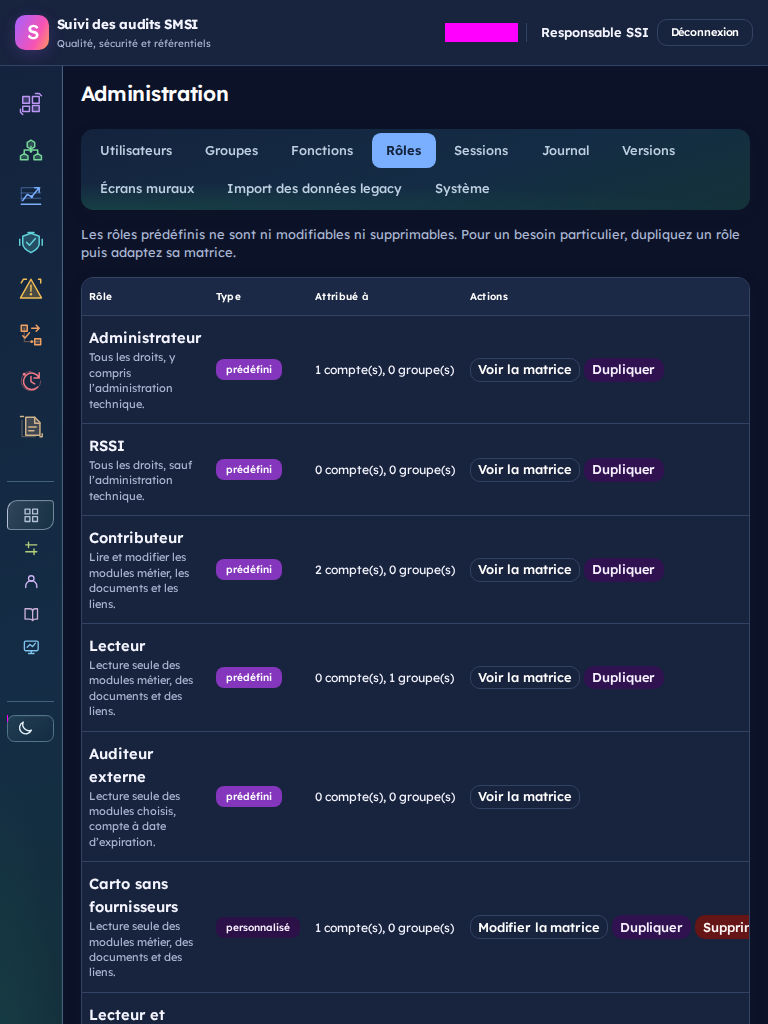 S
Suivi des audits SMSI
Qualité, sécurité et référentiels
Responsable SSI
Déconnexion
Administration
Utilisateurs
Groupes
Fonctions
Rôles
Sessions
Journal
Versions
Écrans muraux
Import des données legacy
Système
Les rôles prédéfinis ne sont ni modifiables ni supprimables. Pour un besoin particulier, dupliquez un rôle
puis adaptez sa matrice.
Rôle
Type
Attribué à
Actions
Administrateur
Tous les droits, y
compris
l'administration
technique.
prédéfini
1 compte(s), 0 groupe(s)
Voir la matrice
Dupliquer
RSSI
Tous les droits, sauf
l'administration
technique.
prédéfini
0 compte(s), 0 groupe(s)
Voir la matrice
Dupliquer
Contributeur
Lire et modifier les
modules métier, les
documents et les
liens.
prédéfini
2 compte(s), 0 groupe(s)
Voir la matrice
Dupliquer
Lecteur
Lecture seule des
modules métier, des
documents et des
liens.
prédéfini
0 compte(s), 1 groupe(s)
Voir la matrice
Dupliquer
Auditeur
externe
Lecture seule des
modules choisis,
compte à date
d'expiration.
prédéfini
0 compte(s), 0 groupe(s)
Voir la matrice
Carto sans
fournisseurs
Lecture seule des
modules métier, des
documents et des
liens.
personnalisé
1 compte(s), 0 groupe(s)
Modifier la matrice
Dupliquer
Lecteur et